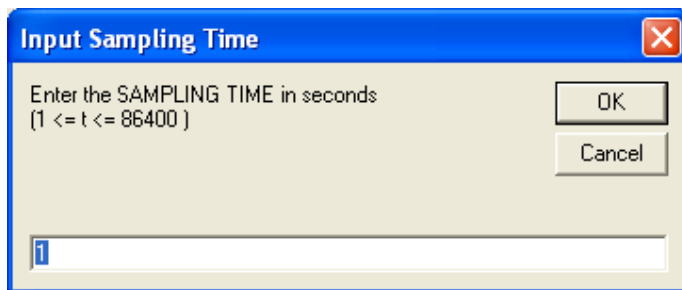 Input Sampling Time
Enter the SAMPLING TIME in seconds
(1 <= t <= 86400 )
OK
Cancel
1